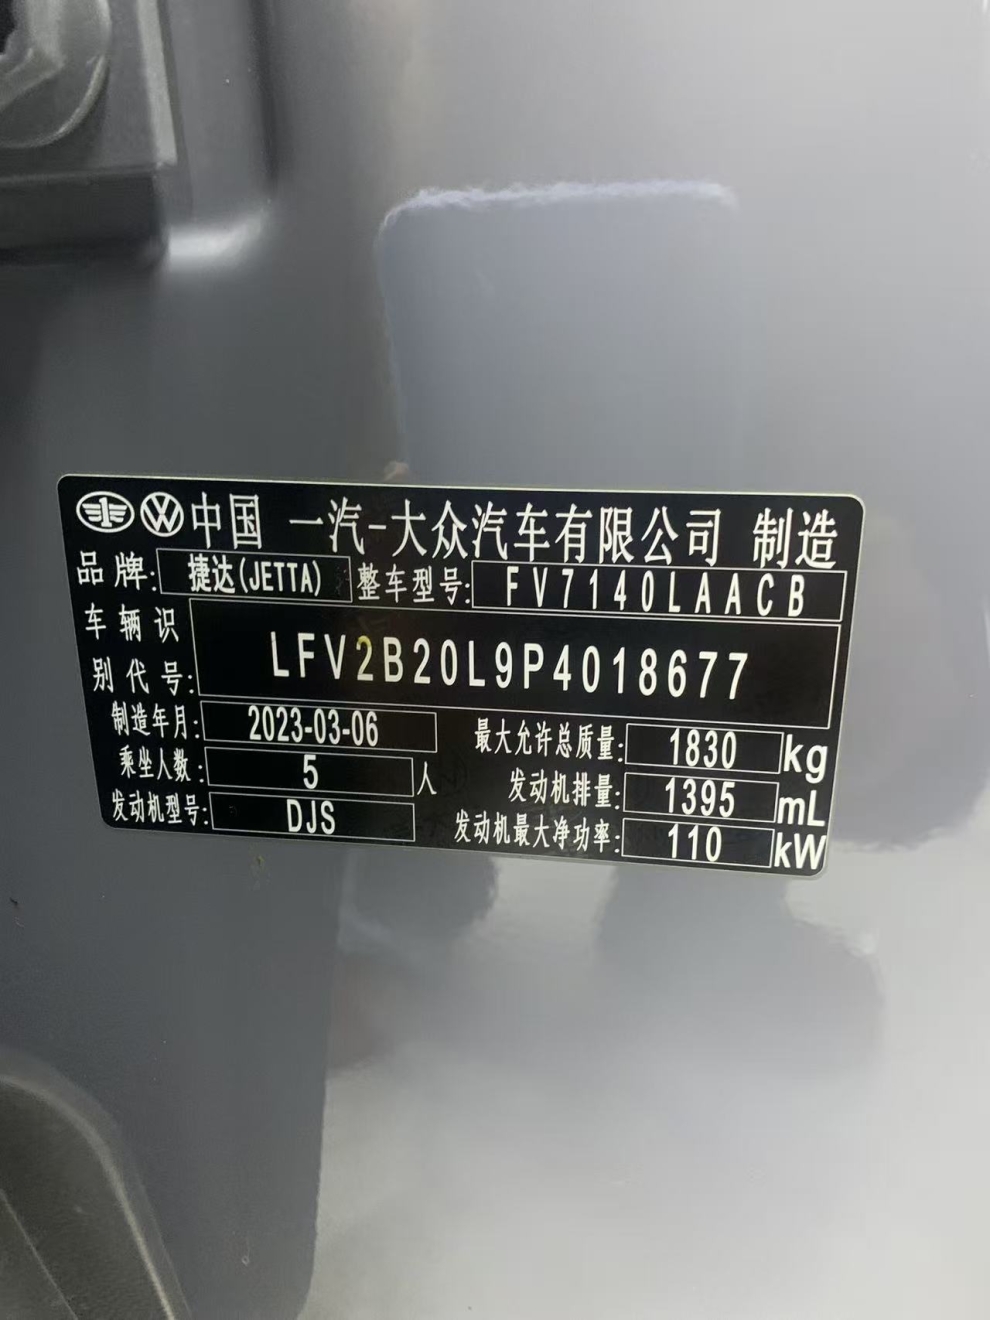 中国 一汽-大众汽车有限公司 制造
品牌: 捷达(JETTA) 整车型号: FV7140LAACB
车辆识别代号: LFV2B20L9P4018677
制造年月: 2023-03-06 最大允许总质量: 1830 kg
乘坐人数: 5 人 发动机排量: 1395 mL
发动机型号: DJS 发动机最大净功率: 110 kW